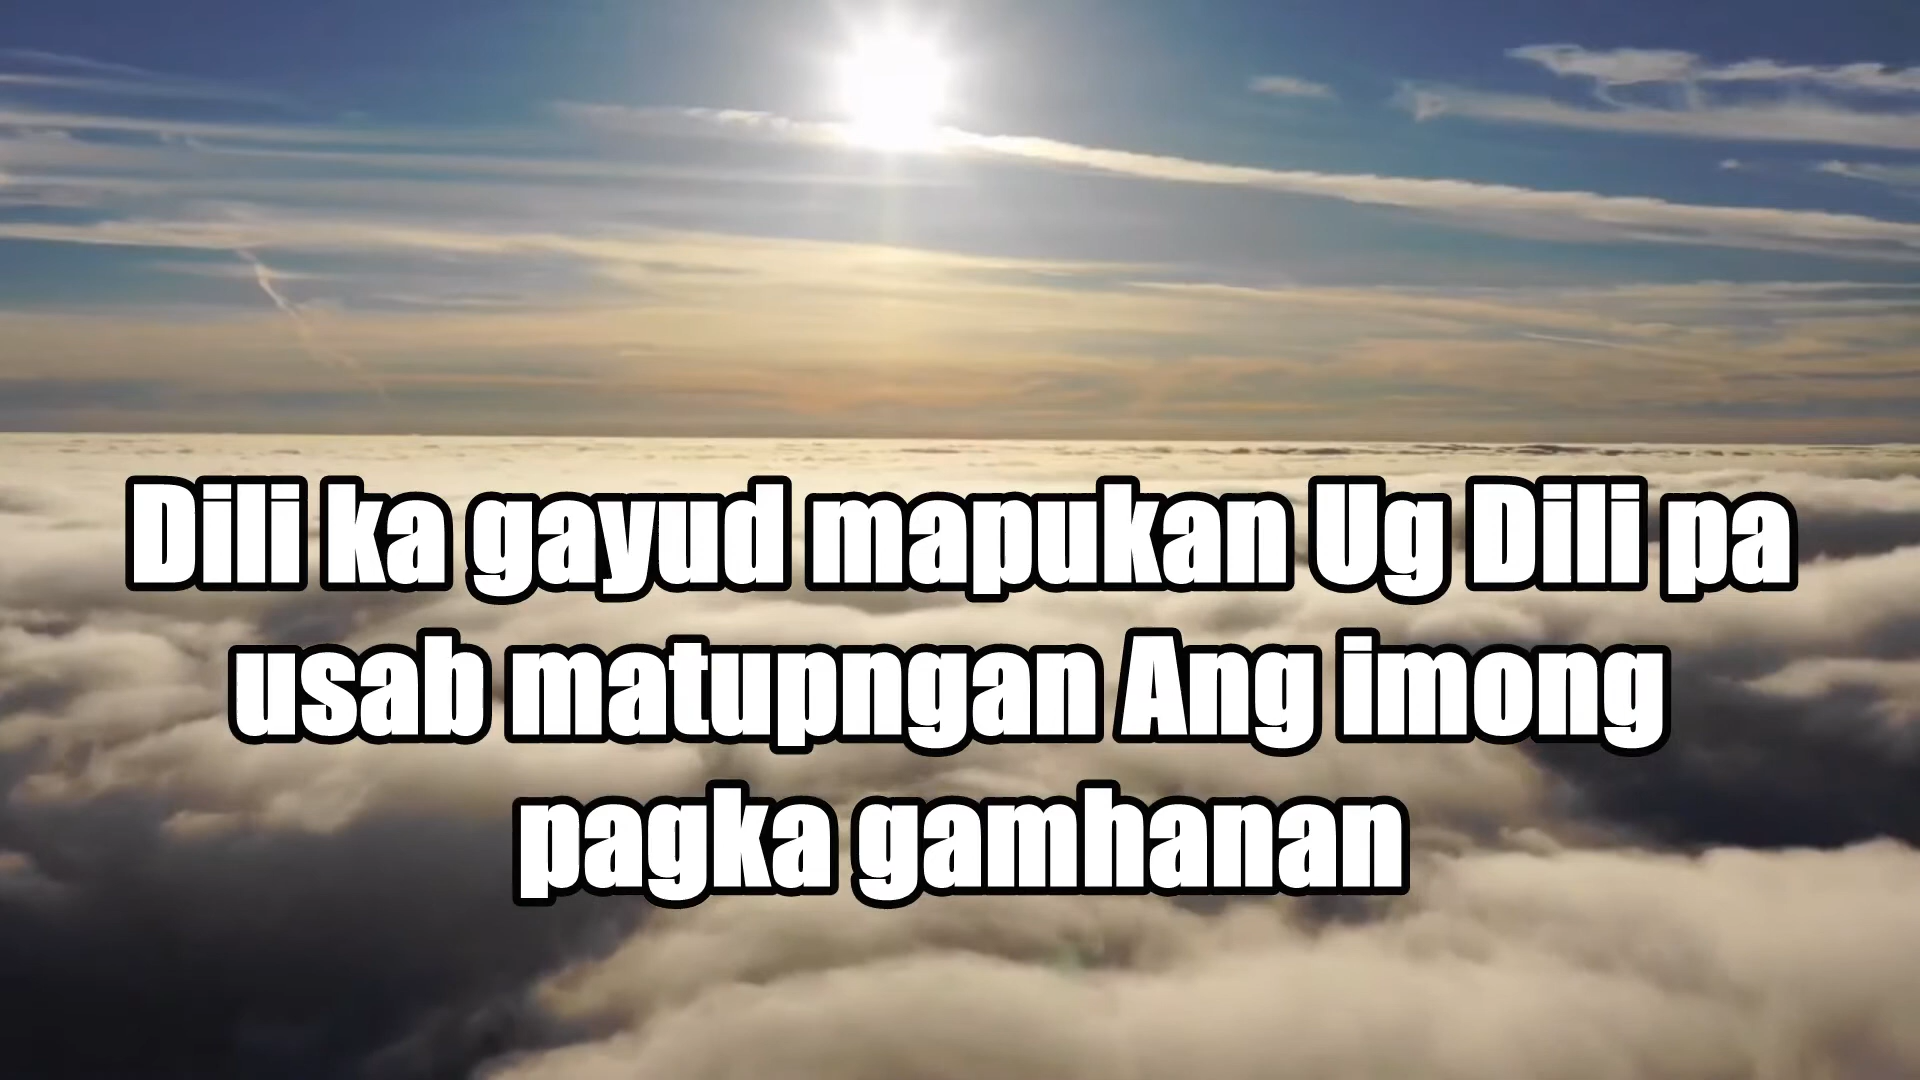 Dili ka gayud mapukan Ug Dili pa
usab matupngan Ang imong
pagka gamhanan